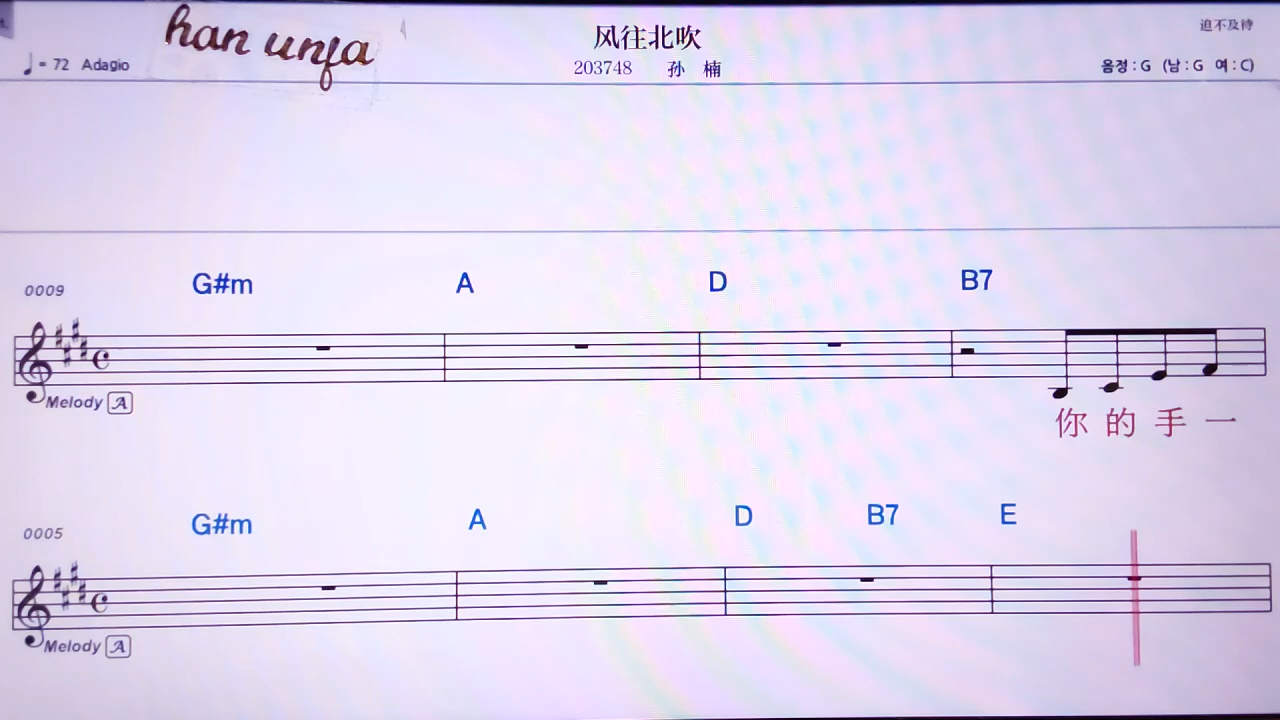 han unfa
风往北吹
迫不及待
♩= 72 Adagio
203748 孙 楠
음정 : G (남 : G 여 : C)
0009 G#m A D B7
Melody A
你 的 手 一
0005 G#m A D B7 E
Melody A